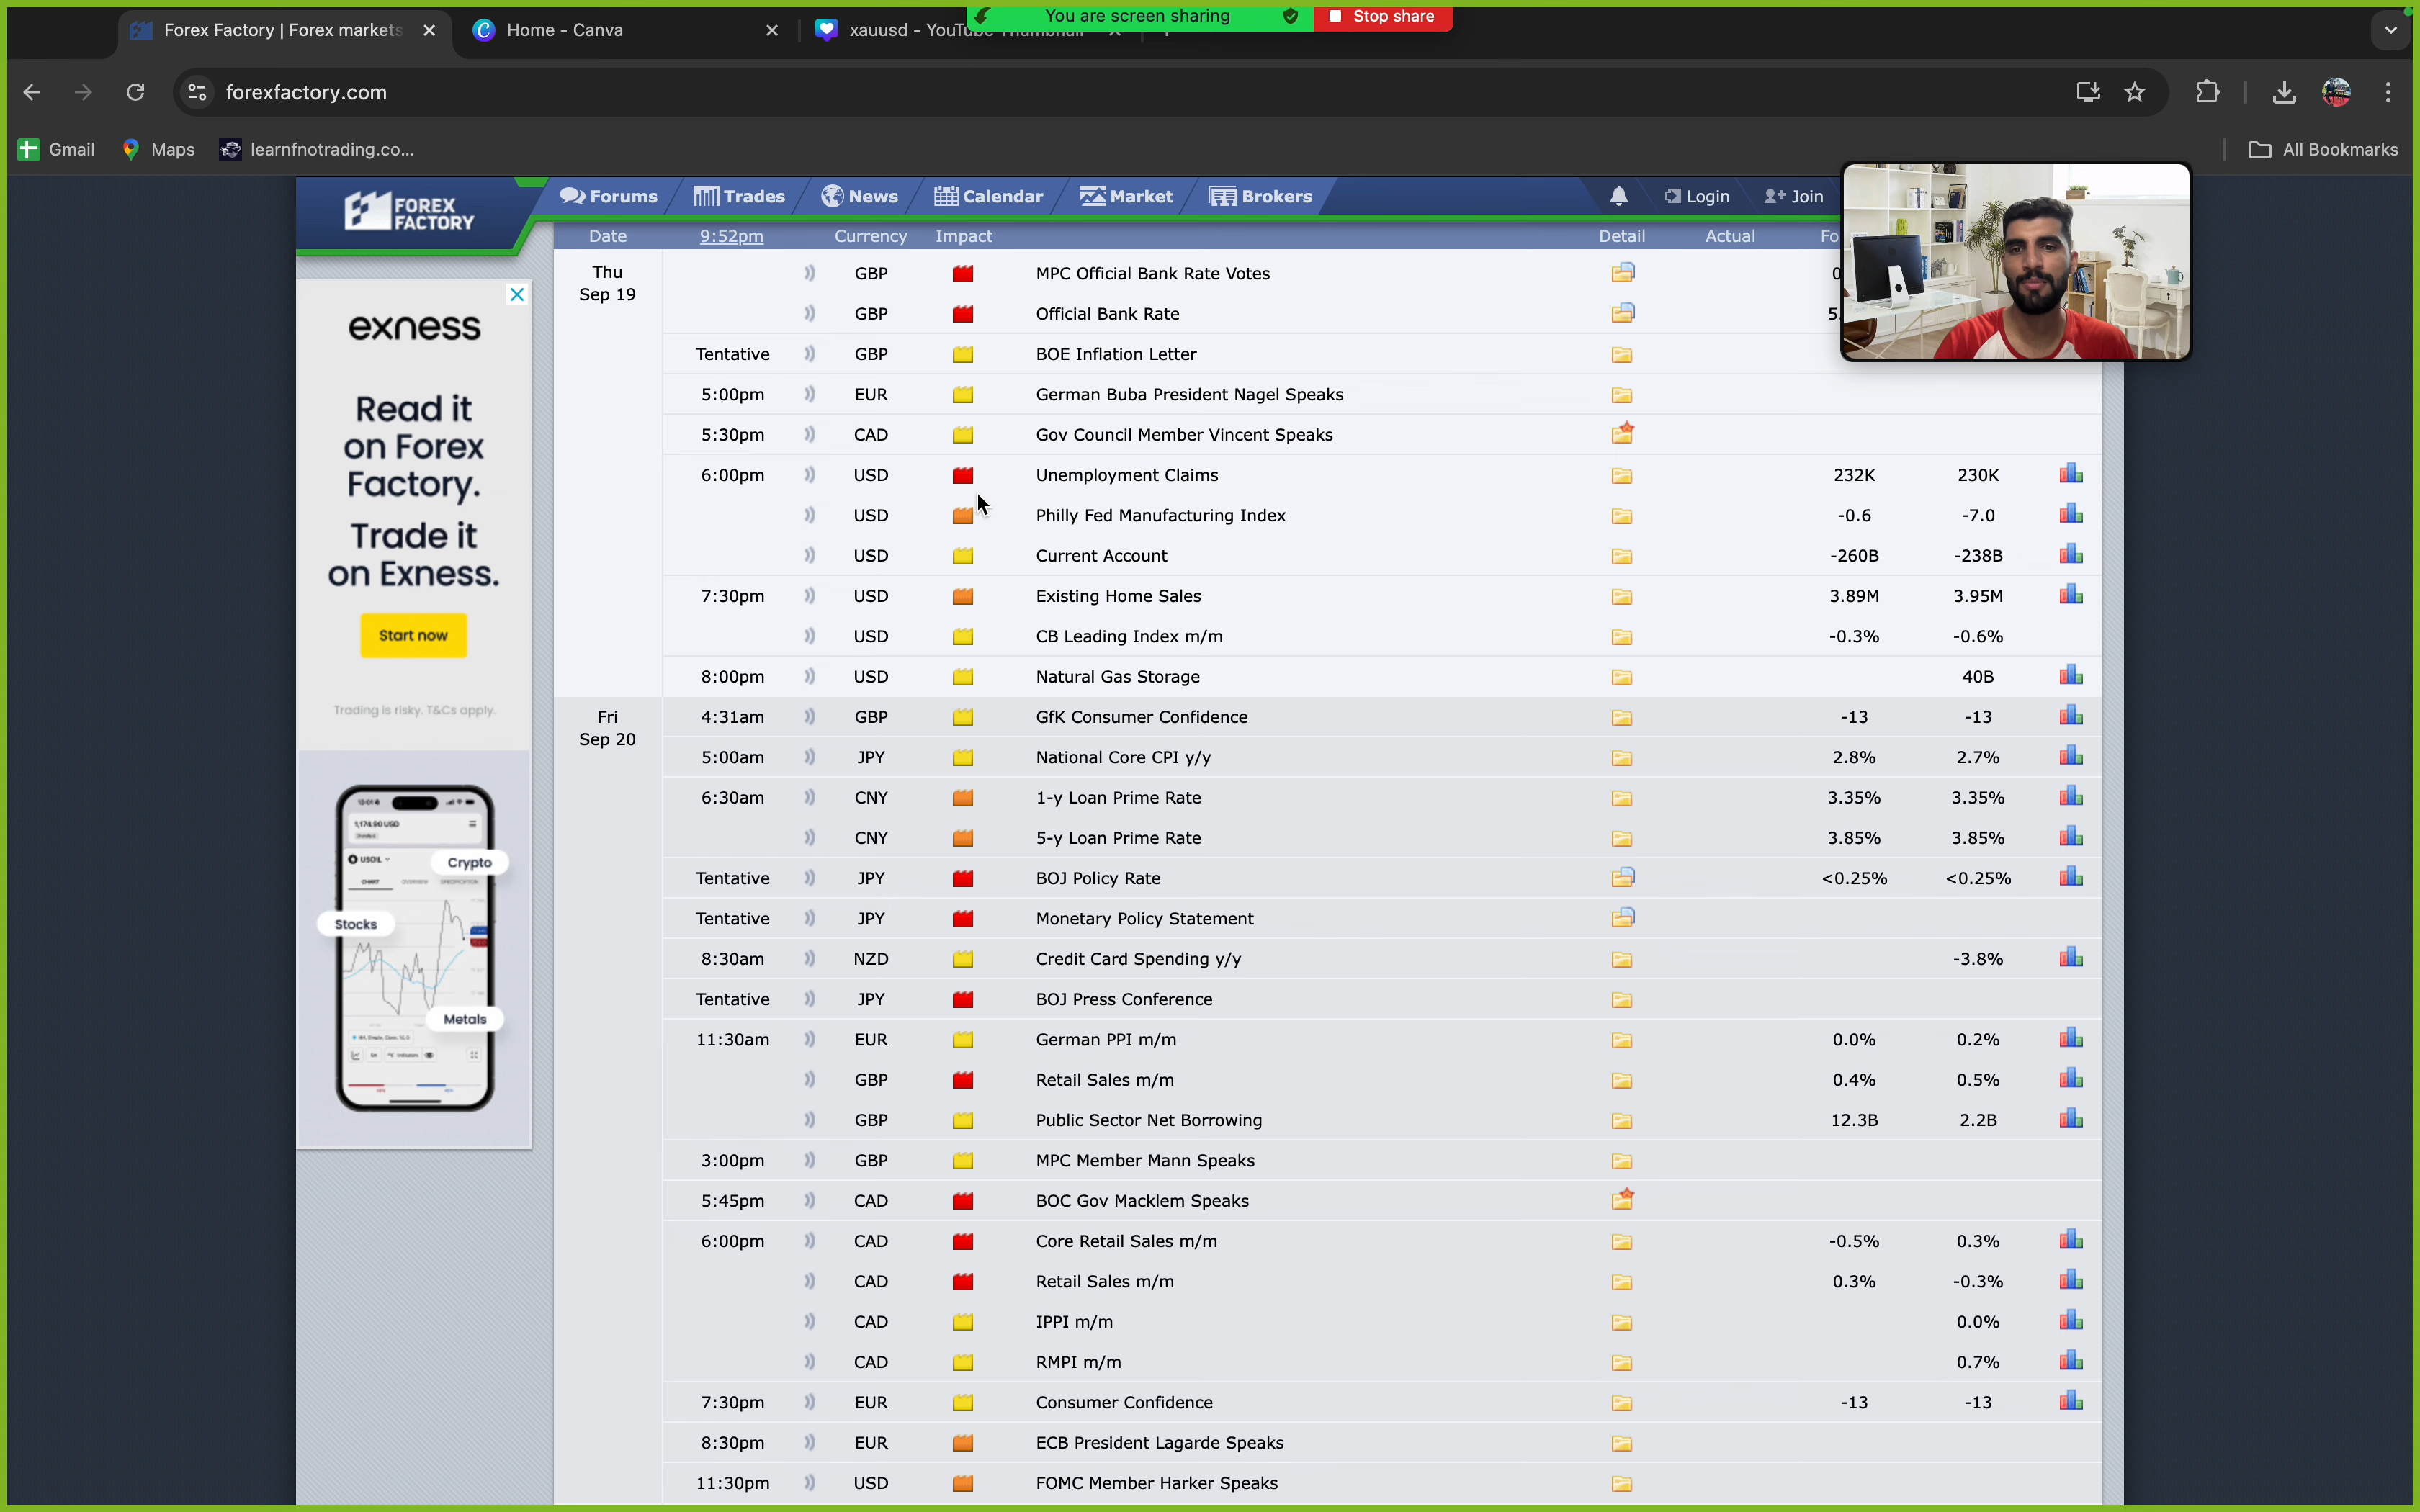 Forex Factory | Forex markets
Home - Canva
xauusd - YouTube Thumbnail
You are screen sharing
Stop share
forexfactory.com
Gmail
Maps
learnfnotrading.co...
All Bookmarks
FOREX FACTORY
Forums
Trades
News
Calendar
Market
Brokers
Login
Join
Date 9:52pm Currency Impact Detail Actual Fo
Thu Sep 19
GBP MPC Official Bank Rate Votes 0
GBP Official Bank Rate 5.
Tentative GBP BOE Inflation Letter
5:00pm EUR German Buba President Nagel Speaks
5:30pm CAD Gov Council Member Vincent Speaks
6:00pm USD Unemployment Claims 232K 230K
USD Philly Fed Manufacturing Index -0.6 -7.0
USD Current Account -260B -238B
7:30pm USD Existing Home Sales 3.89M 3.95M
USD CB Leading Index m/m -0.3% -0.6%
8:00pm USD Natural Gas Storage 40B
Fri Sep 20
4:31am GBP GfK Consumer Confidence -13 -13
5:00am JPY National Core CPI y/y 2.8% 2.7%
6:30am CNY 1-y Loan Prime Rate 3.35% 3.35%
CNY 5-y Loan Prime Rate 3.85% 3.85%
Tentative JPY BOJ Policy Rate <0.25% <0.25%
Tentative JPY Monetary Policy Statement
8:30am NZD Credit Card Spending y/y -3.8%
Tentative JPY BOJ Press Conference
11:30am EUR German PPI m/m 0.0% 0.2%
GBP Retail Sales m/m 0.4% 0.5%
GBP Public Sector Net Borrowing 12.3B 2.2B
3:00pm GBP MPC Member Mann Speaks
5:45pm CAD BOC Gov Macklem Speaks
6:00pm CAD Core Retail Sales m/m -0.5% 0.3%
CAD Retail Sales m/m 0.3% -0.3%
CAD IPPI m/m 0.0%
CAD RMPI m/m 0.7%
7:30pm EUR Consumer Confidence -13 -13
8:30pm EUR ECB President Lagarde Speaks
11:30pm USD FOMC Member Harker Speaks
exness
Read it
on Forex
Factory.
Trade it
on Exness.
Start now
Trading is risky. T&Cs apply.
1,174.90 USD
USOIL
Crypto
Stocks
Metals